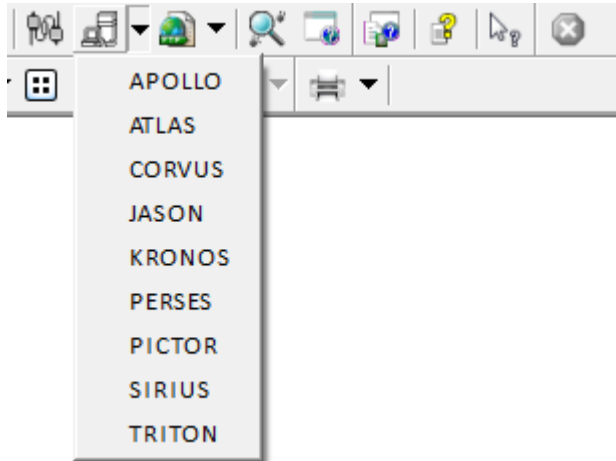 APOLLO
ATLAS
CORVUS
JASON
KRONOS
PERSES
PICTOR
SIRIUS
TRITON